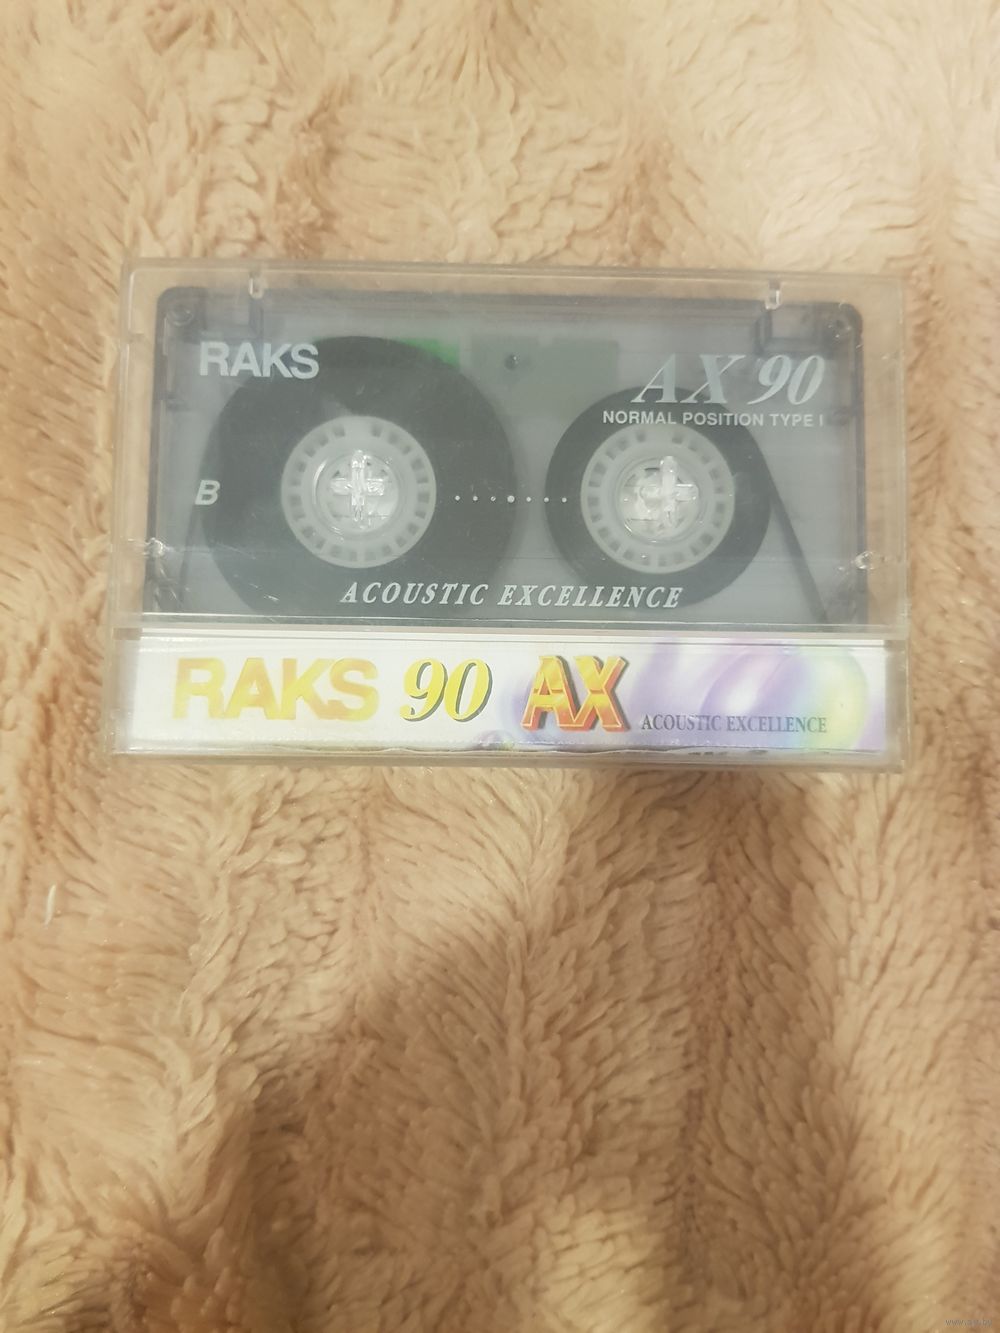 RAKS
AX 90
NORMAL POSITION TYPE I
B
ACOUSTIC EXCELLENCE
RAKS 90 AX ACOUSTIC EXCELLENCE